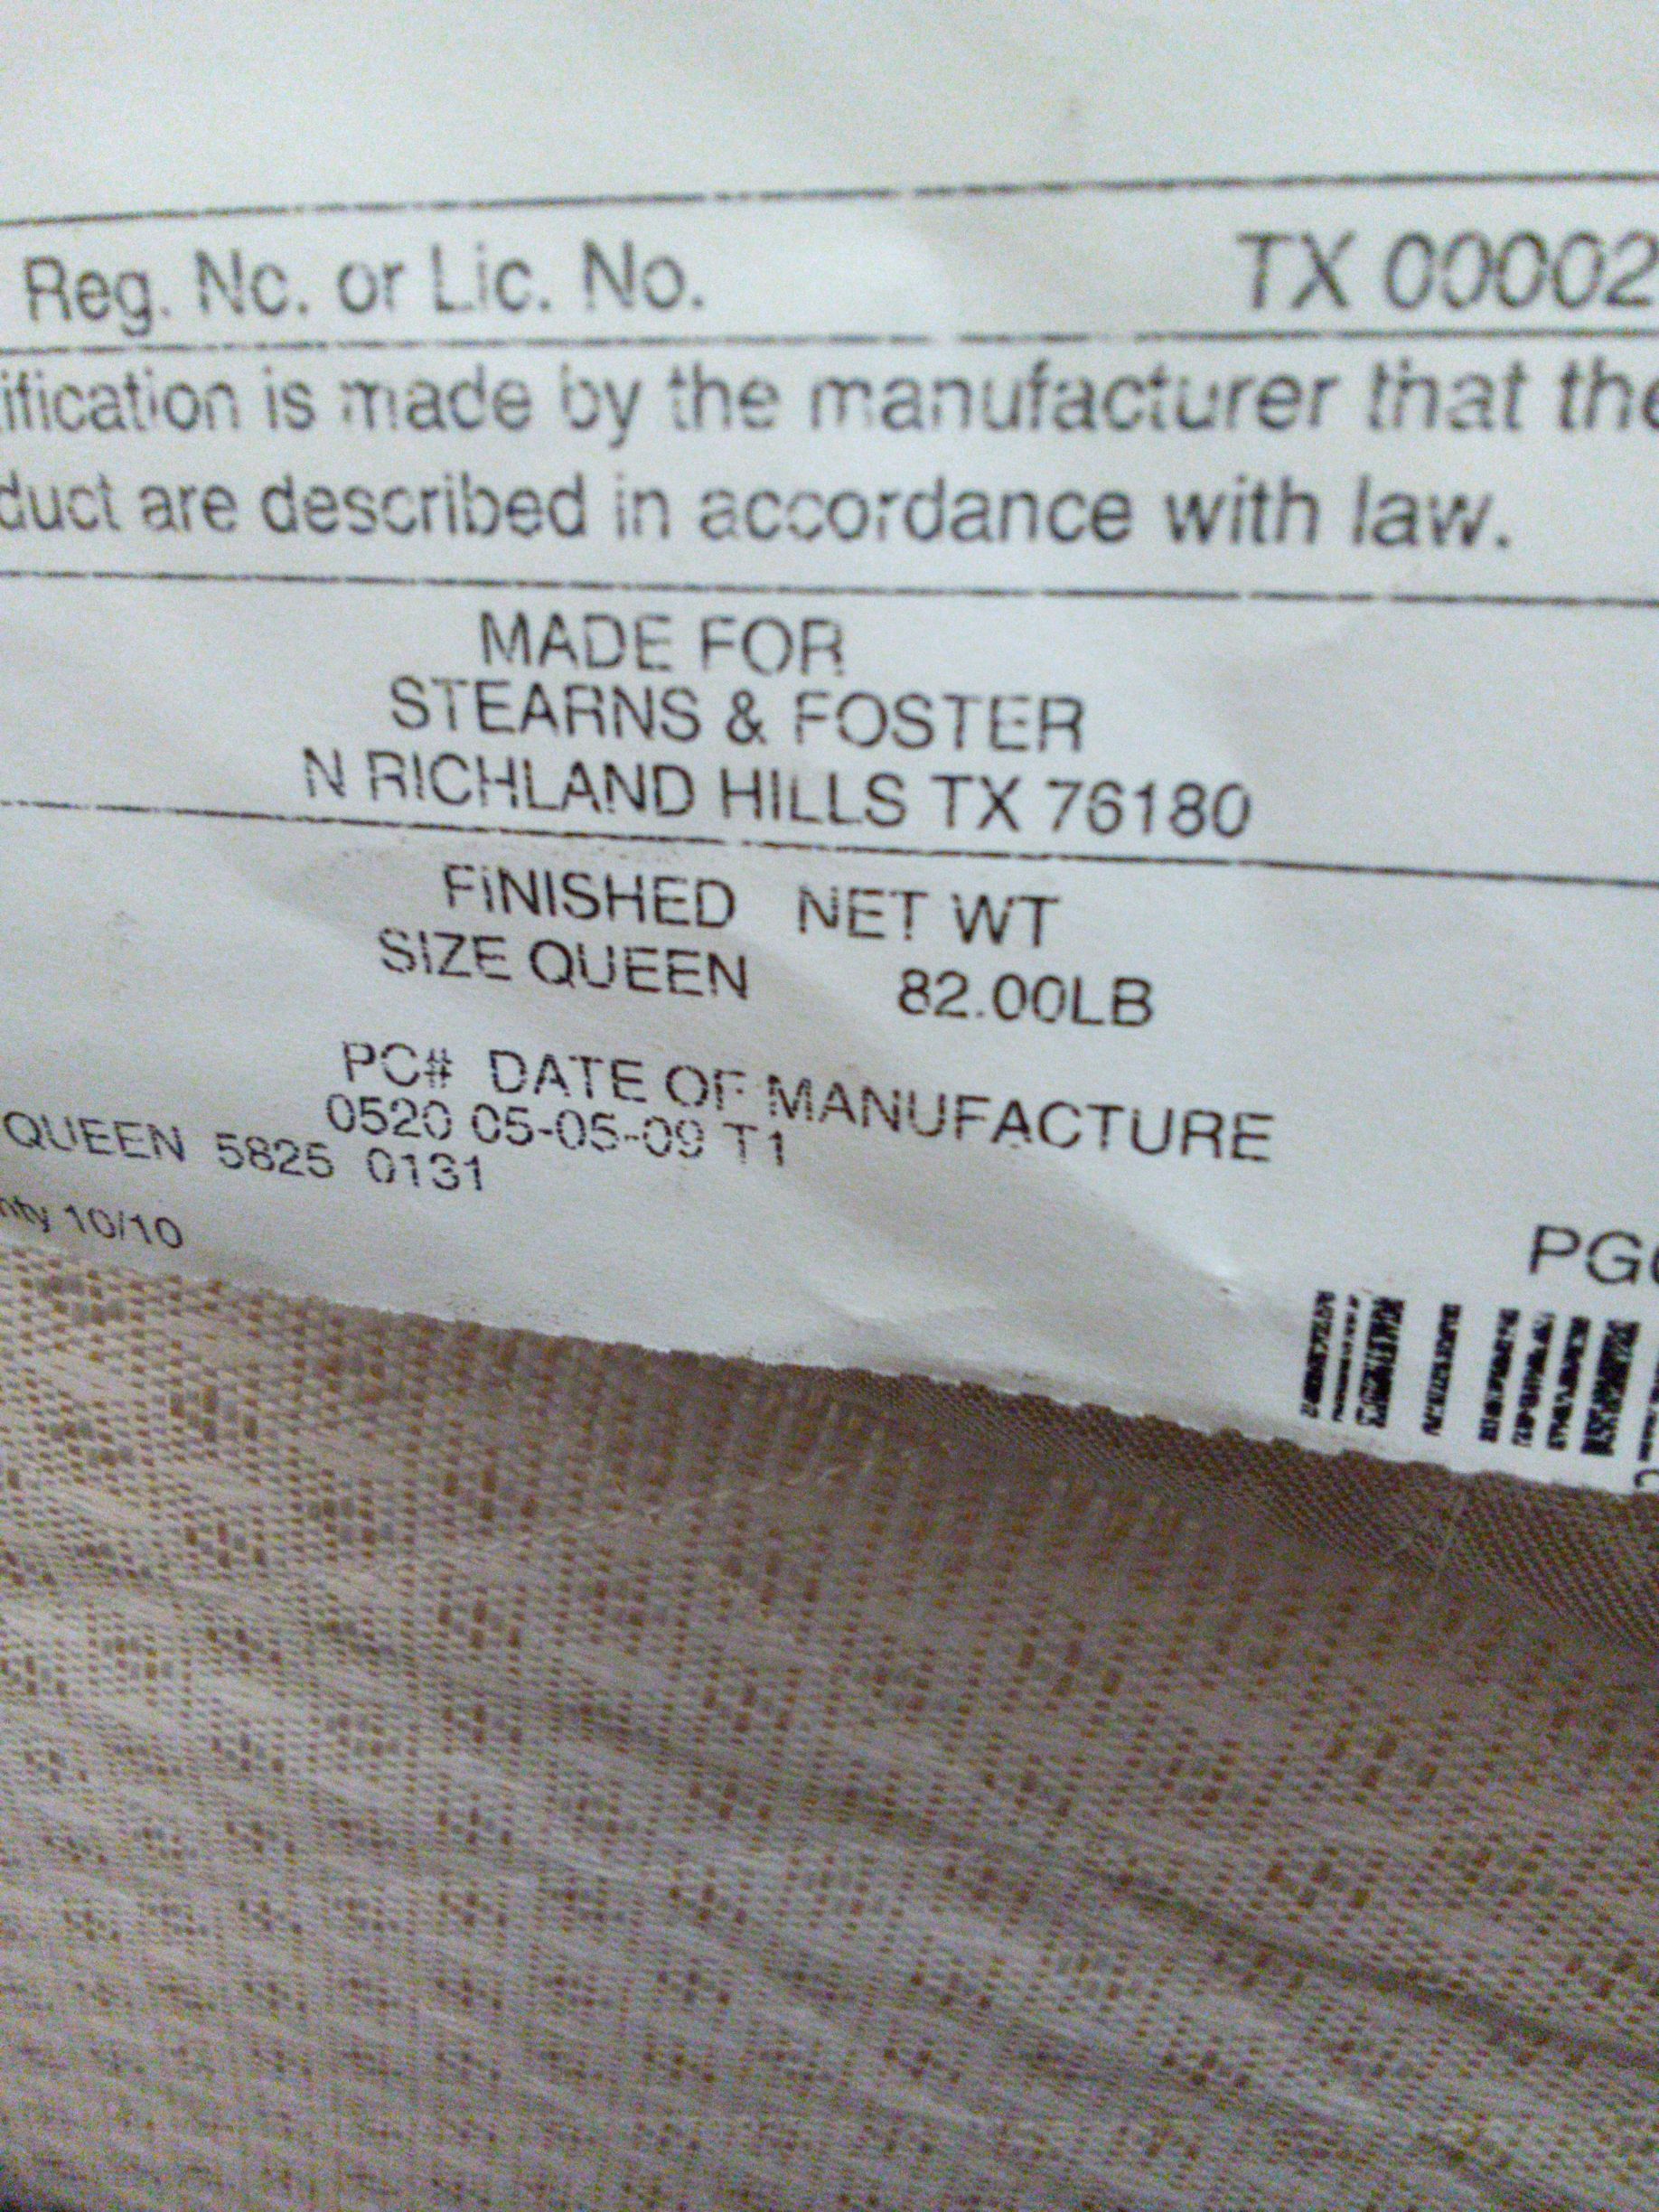 Reg. No. or Lic. No. TX 00002
ification is made by the manufacturer that the
duct are described in accordance with law.
MADE FOR
STEARNS & FOSTER
N RICHLAND HILLS TX 76180
FINISHED NET WT
SIZE QUEEN 82.00LB
PC# DATE OF MANUFACTURE
0520 05-05-09 T1
QUEEN 5825 0131
nty 10/10
PG